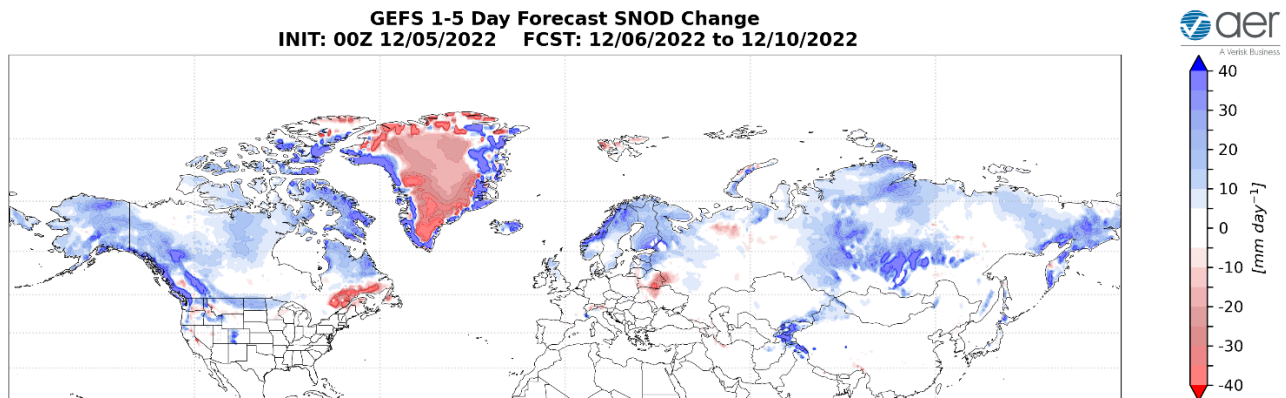 GEFS 1-5 Day Forecast SNOD Change
INIT: 00Z 12/05/2022    FCST: 12/06/2022 to 12/10/2022
aer
A Verisk Business
40
30
20
10
0
-10
-20
-30
-40
[mm day⁻¹]